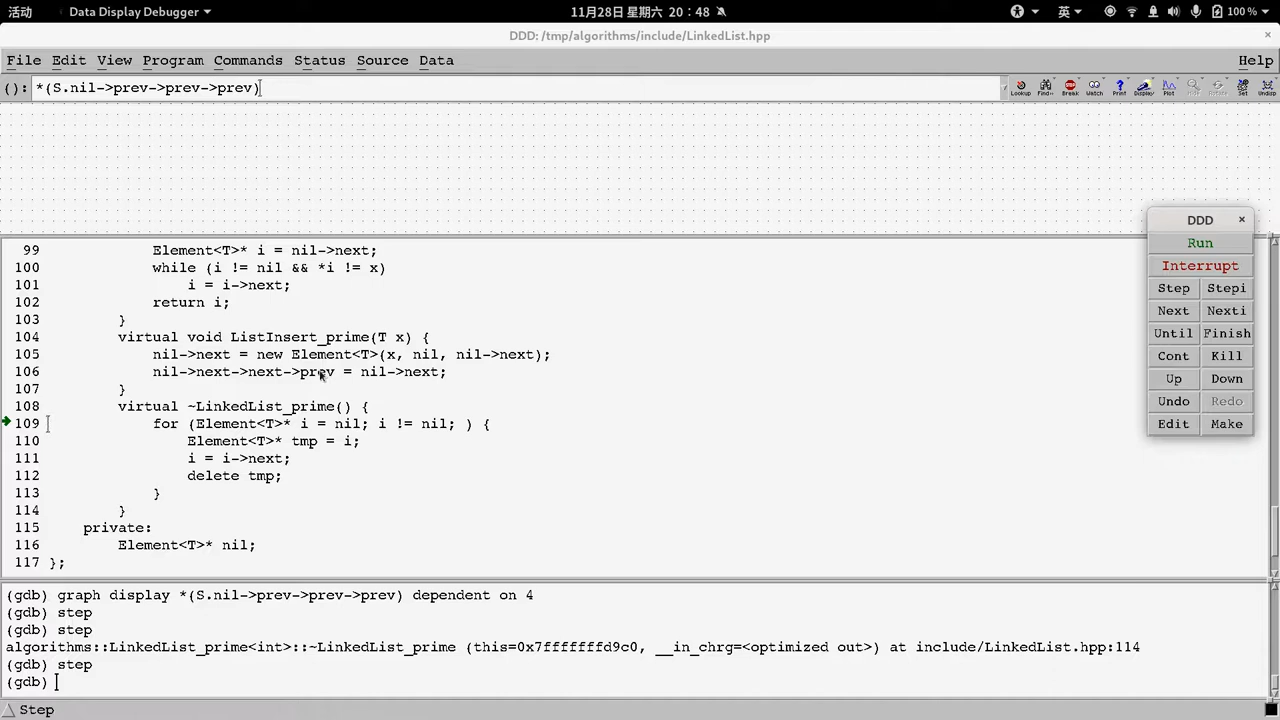 活动 Data Display Debugger 11月28日 星期六 20：48 英 100 %
DDD: /tmp/algorithms/include/LinkedList.hpp
File Edit View Program Commands Status Source Data Help
(): *(S.nil->prev->prev->prev)
Lookup Find» Break Watch Print Display Plot Hide Rotate Set Undisp
DDD
Run
Interrupt
Step Stepi
Next Nexti
Until Finish
Cont Kill
Up Down
Undo Redo
Edit Make
99 Element<T>* i = nil->next;
100 while (i != nil && *i != x)
101 i = i->next;
102 return i;
103 }
104 virtual void ListInsert_prime(T x) {
105 nil->next = new Element<T>(x, nil, nil->next);
106 nil->next->next->prev = nil->next;
107 }
108 virtual ~LinkedList_prime() {
109 for (Element<T>* i = nil; i != nil; ) {
110 Element<T>* tmp = i;
111 i = i->next;
112 delete tmp;
113 }
114 }
115 private:
116 Element<T>* nil;
117 };
(gdb) graph display *(S.nil->prev->prev->prev) dependent on 4
(gdb) step
(gdb) step
algorithms::LinkedList_prime<int>::~LinkedList_prime (this=0x7fffffffd9c0, __in_chrg=<optimized out>) at include/LinkedList.hpp:114
(gdb) step
(gdb)
Step